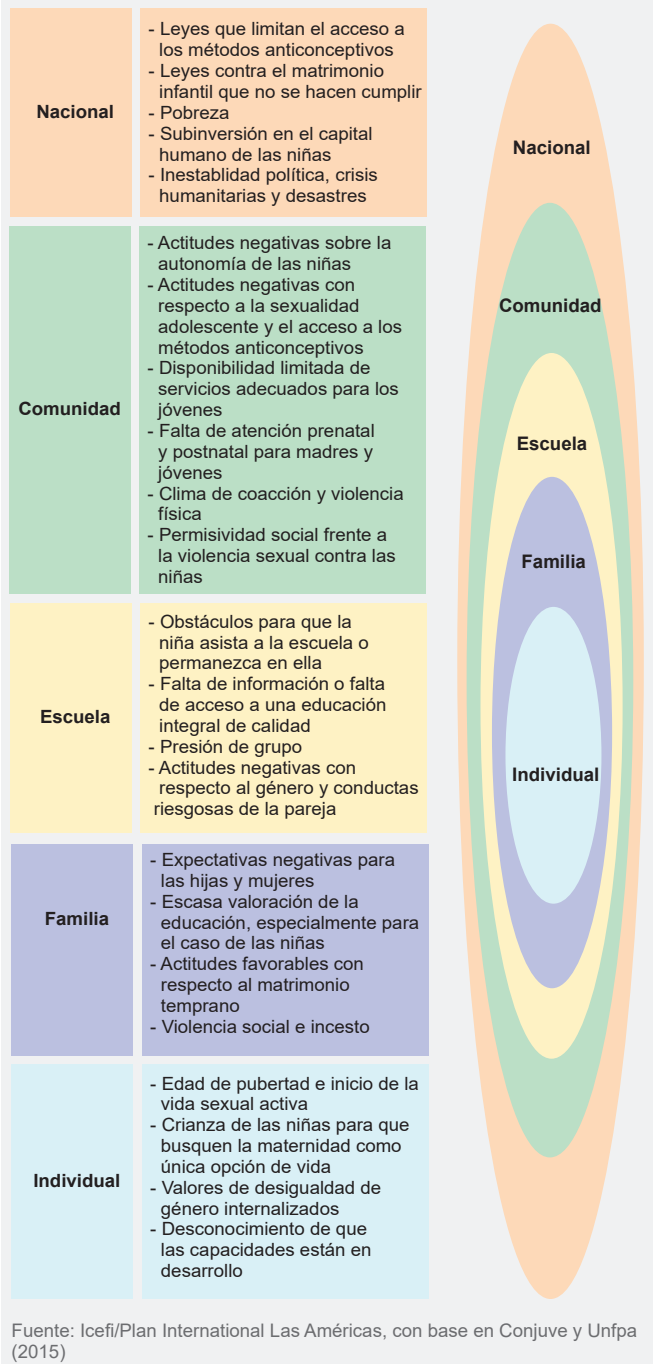 Nacional
- Leyes que limitan el acceso a
los métodos anticonceptivos
- Leyes contra el matrimonio
infantil que no se hacen cumplir
- Pobreza
- Subinversión en el capital
humano de las niñas
- Inestablidad política, crisis
humanitarias y desastres
Comunidad
- Actitudes negativas sobre la
autonomía de las niñas
- Actitudes negativas con
respecto a la sexualidad
adolescente y el acceso a los
métodos anticonceptivos
- Disponibilidad limitada de
servicios adecuados para los
jóvenes
- Falta de atención prenatal
y postnatal para madres y
jóvenes
- Clima de coacción y violencia
física
- Permisividad social frente a
la violencia sexual contra las
niñas
Escuela
- Obstáculos para que la
niña asista a la escuela o
permanezca en ella
- Falta de información o falta
de acceso a una educación
integral de calidad
- Presión de grupo
- Actitudes negativas con
respecto al género y conductas
riesgosas de la pareja
Familia
- Expectativas negativas para
las hijas y mujeres
- Escasa valoración de la
educación, especialmente para
el caso de las niñas
- Actitudes favorables con
respecto al matrimonio
temprano
- Violencia social e incesto
Individual
- Edad de pubertad e inicio de la
vida sexual activa
- Crianza de las niñas para que
busquen la maternidad como
única opción de vida
- Valores de desigualdad de
género internalizados
- Desconocimiento de que
las capacidades están en
desarrollo
Nacional
Comunidad
Escuela
Familia
Individual
Fuente: Icefi/Plan International Las Américas, con base en Conjuve y Unfpa
(2015)